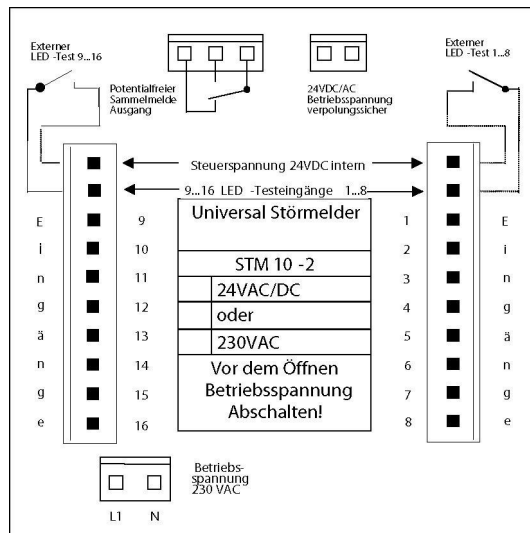 Externer
LED -Test 9...16
Externer
LED -Test 1...8
Potentialfreier
Sammelmelde
Ausgang
24VDC/AC
Betriebsspannung
verpolungssicher
Steuerspannung 24VDC intern
9...16 LED -Testeingänge 1...8
Universal Störmelder
STM 10 -2
24VAC/DC
oder
230VAC
Vor dem Öffnen
Betriebsspannung
Abschalten!
E 9
i 10
n 11
g 12
ä 13
n 14
g 15
e 16
1 E
2 i
3 n
4 g
5 ä
6 n
7 g
8 e
Betriebs-
spannung
230 VAC
L1 N